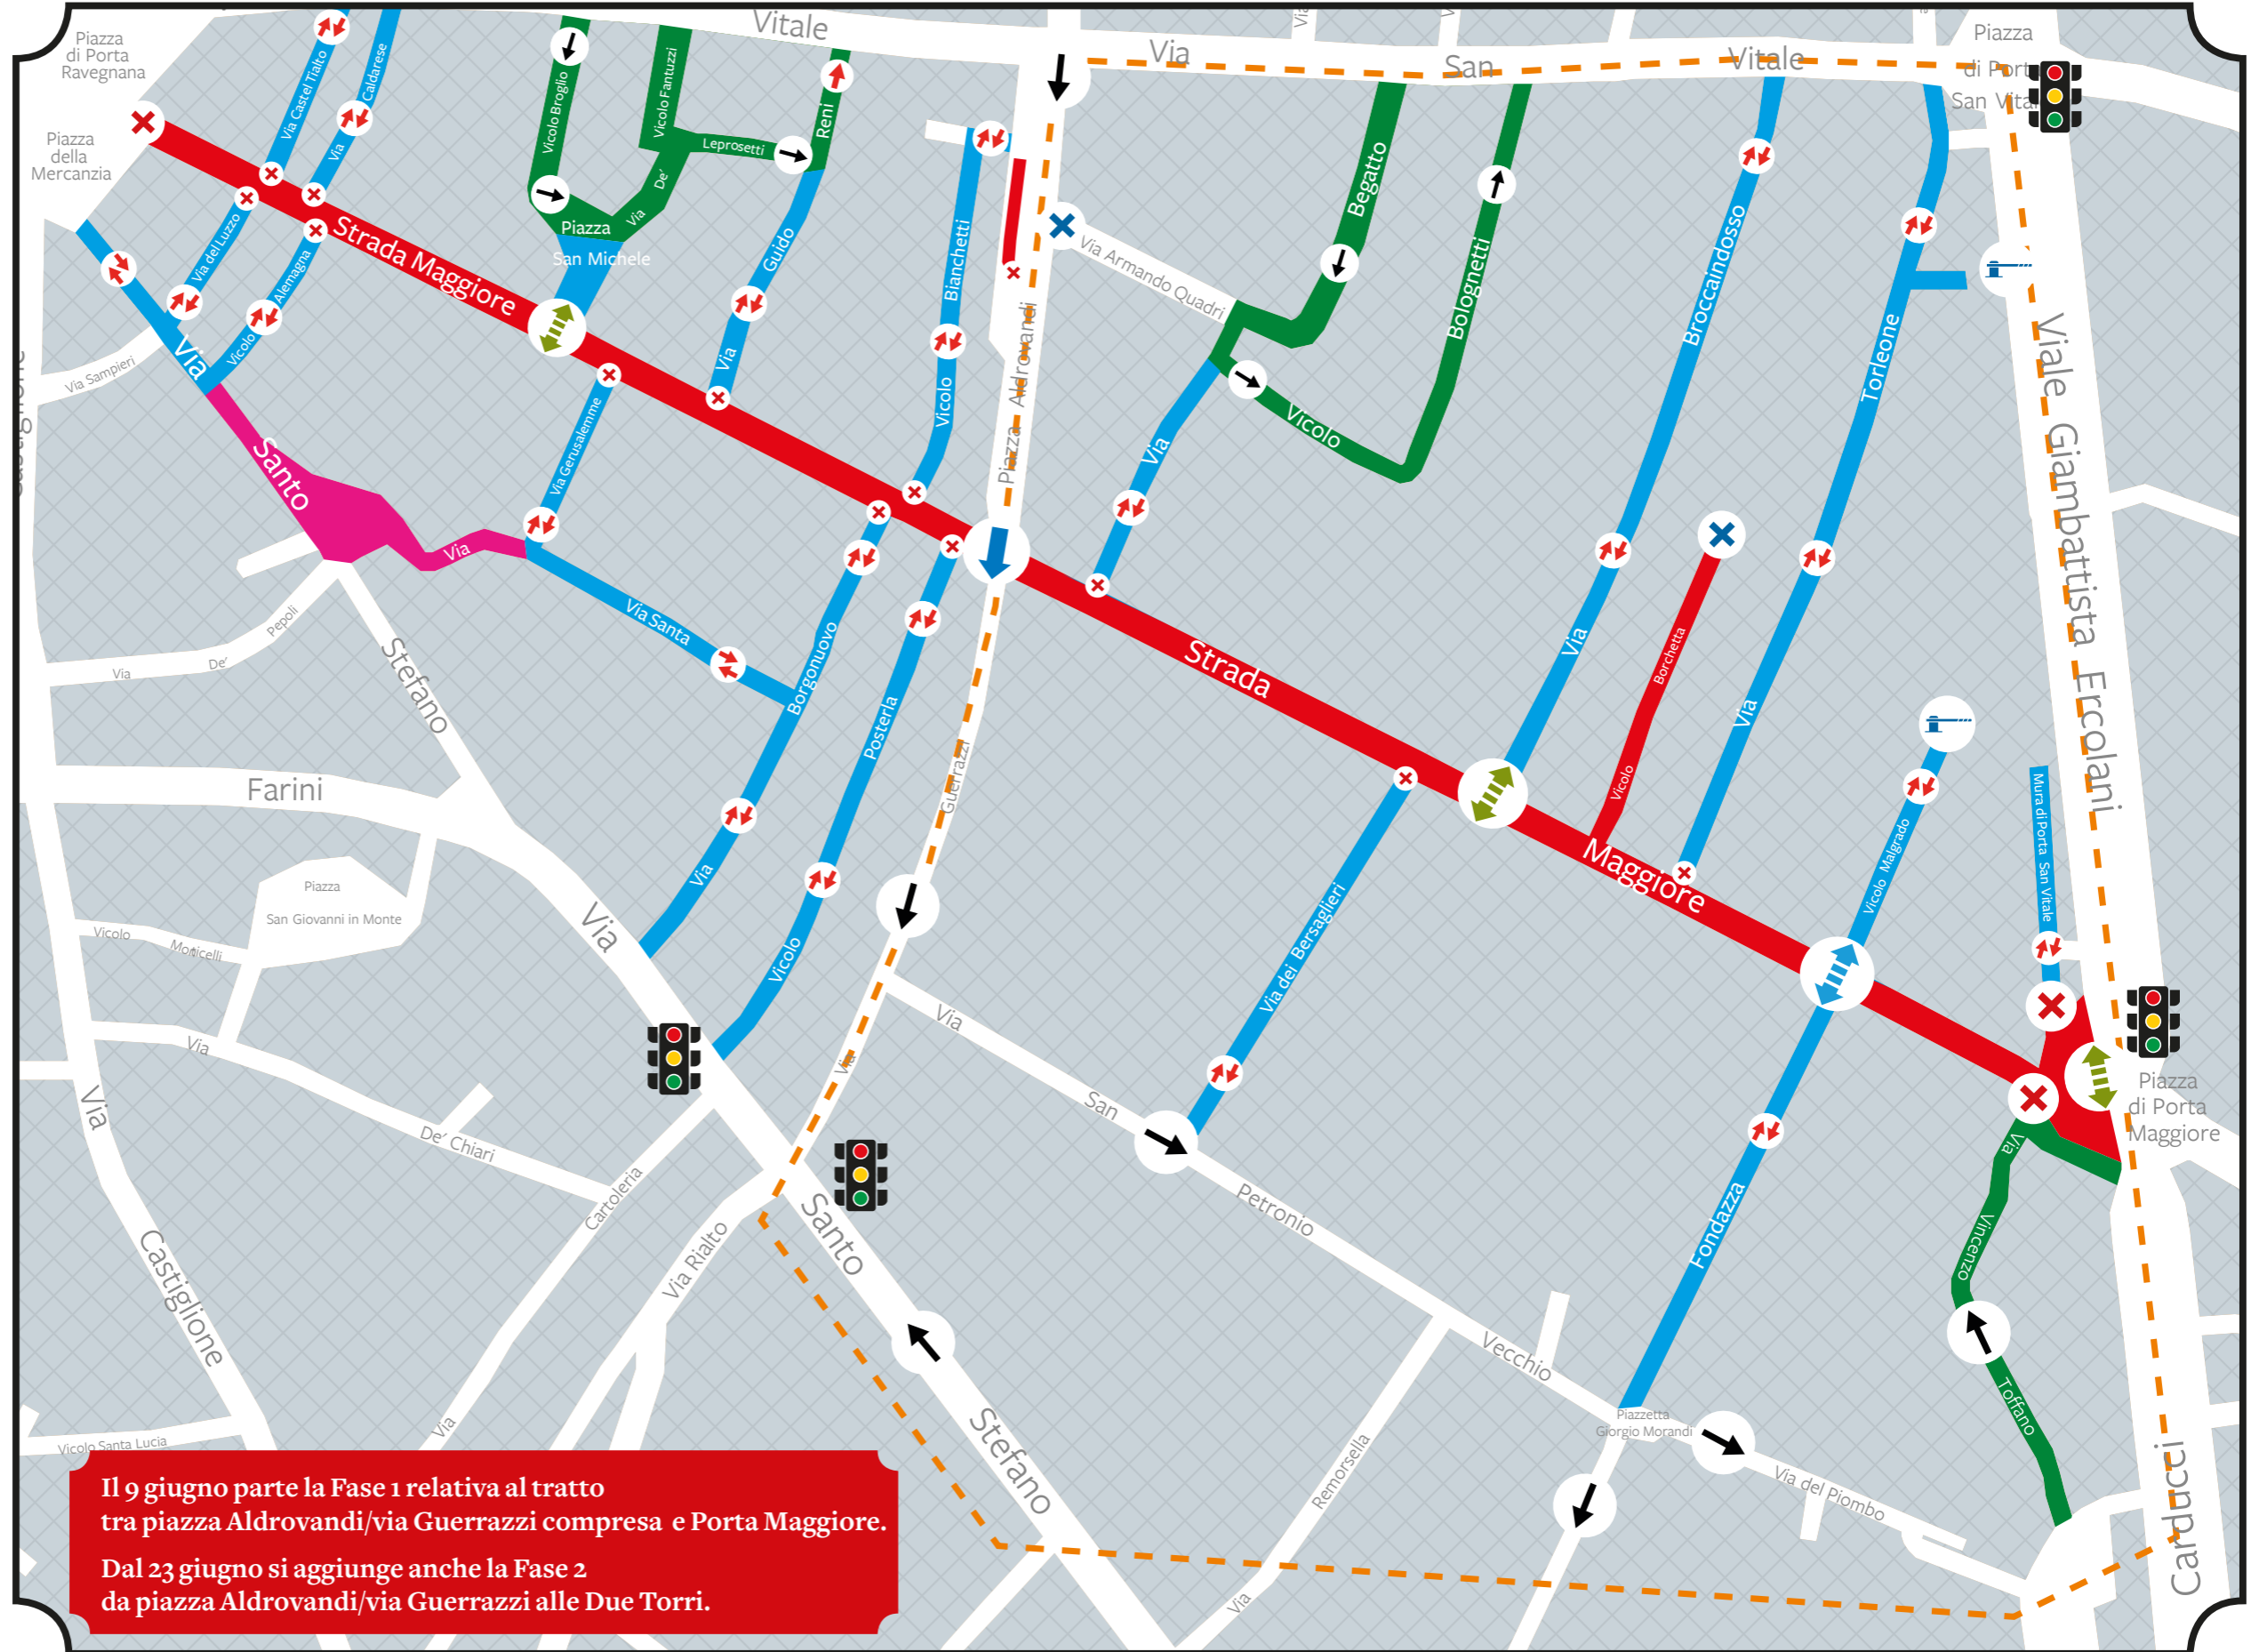 Vitale
Via
San
Vitale
Piazza
di Porta
San Vitale
Piazza
di Porta
Ravegnana
Piazza
della
Mercanzia
Via Castel Tialto
Via
Caldarese
Vicolo Broglio
Vicolo Fantuzzi
Leprosetti
Reni
De'
Via
Piazza
San Michele
Guido
Via
Via del Luzzo
Vicolo
Alemagna
Strada Maggiore
Bianchetti
Vicolo
Piazza Aldrovandi
Via Armando Quadri
Begatto
Via
Bolognetti
Vicolo
Broccaindosso
Via
Torleone
Via
Viale Giambattista Ercolani
Via Sampieri
Via
Santo
Via
Via Gerusalemme
Via Santa
Borgonuovo
Via
Posterla
Vicolo
Guerrazzi
Via
Strada
Maggiore
Borchetta
Vicolo
Vicolo Malgrado
Mura di Porta San Vitale
Via De' Pepoli
Stefano
Farini
Piazza
San Giovanni in Monte
Vicolo Monticelli
Via
Via
De' Chiari
Via
Castiglione
Cartoleria
Via
Via Rialto
Santo
Stefano
Via
San
Petronio
Vecchio
Via dei Bersaglieri
Fondazza
Piazzetta
Giorgio Morandi
Via del Piombo
Remorsella
Via
Via
Vincenzo
Toffano
Piazza
di Porta
Maggiore
Carducci
Vicolo Santa Lucia
Il 9 giugno parte la Fase 1 relativa al tratto
tra piazza Aldrovandi/via Guerrazzi compresa e Porta Maggiore.
Dal 23 giugno si aggiunge anche la Fase 2
da piazza Aldrovandi/via Guerrazzi alle Due Torri.